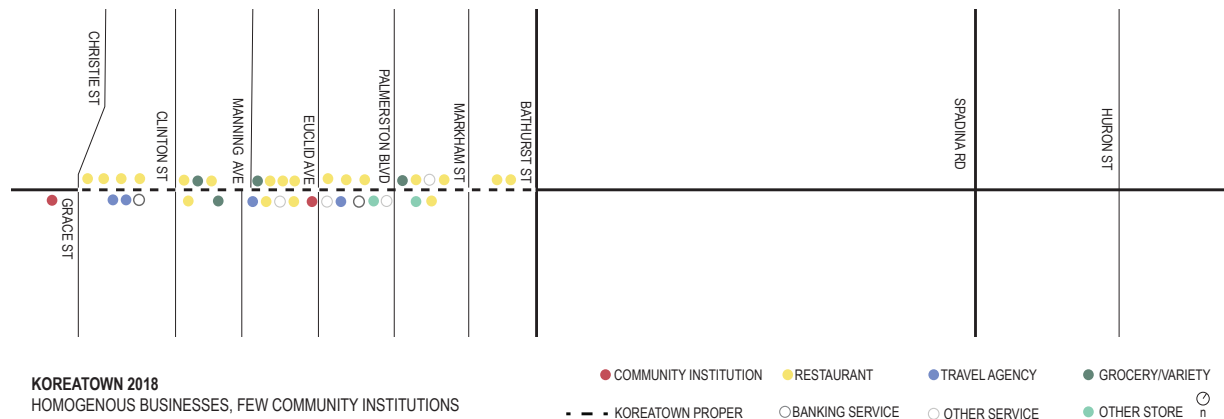 CHRISTIE ST
CLINTON ST
MANNING AVE
EUCLID AVE
PALMERSTON BLVD
MARKHAM ST
BATHURST ST
SPADINA RD
HURON ST
GRACE ST
KOREATOWN 2018
HOMOGENOUS BUSINESSES, FEW COMMUNITY INSTITUTIONS
COMMUNITY INSTITUTION RESTAURANT TRAVEL AGENCY GROCERY/VARIETY
KOREATOWN PROPER BANKING SERVICE OTHER SERVICE OTHER STORE n